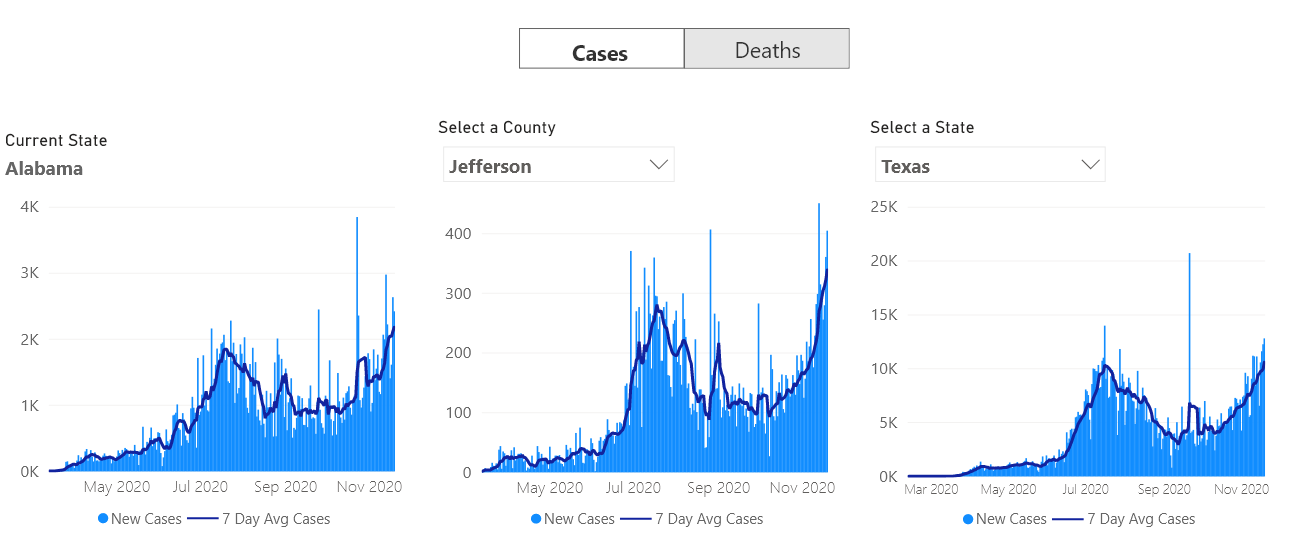 Cases
Deaths
Current State
Alabama
4K
3K
2K
1K
0K
May 2020
Jul 2020
Sep 2020
Nov 2020
New Cases
7 Day Avg Cases
Select a County
Jefferson
400
300
200
100
0
May 2020
Jul 2020
Sep 2020
Nov 2020
New Cases
7 Day Avg Cases
Select a State
Texas
25K
20K
15K
10K
5K
0K
Mar 2020
May 2020
Jul 2020
Sep 2020
Nov 2020
New Cases
7 Day Avg Cases